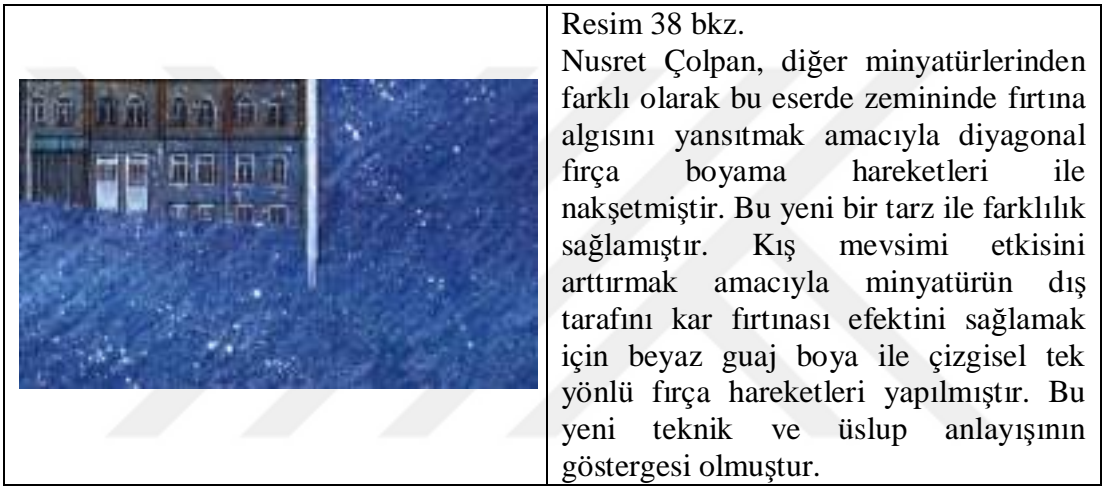 Resim 38 bkz.
Nusret Çolpan, diğer minyatürlerinden
farklı olarak bu eserde zemininde fırtına
algısını yansıtmak amacıyla diyagonal
fırça boyama hareketleri ile
nakşetmiştir. Bu yeni bir tarz ile farklılık
sağlamıştır. Kış mevsimi etkisini
arttırmak amacıyla minyatürün dış
tarafını kar fırtınası efektini sağlamak
için beyaz guaj boya ile çizgisel tek
yönlü fırça hareketleri yapılmıştır. Bu
yeni teknik ve üslup anlayışının
göstergesi olmuştur.